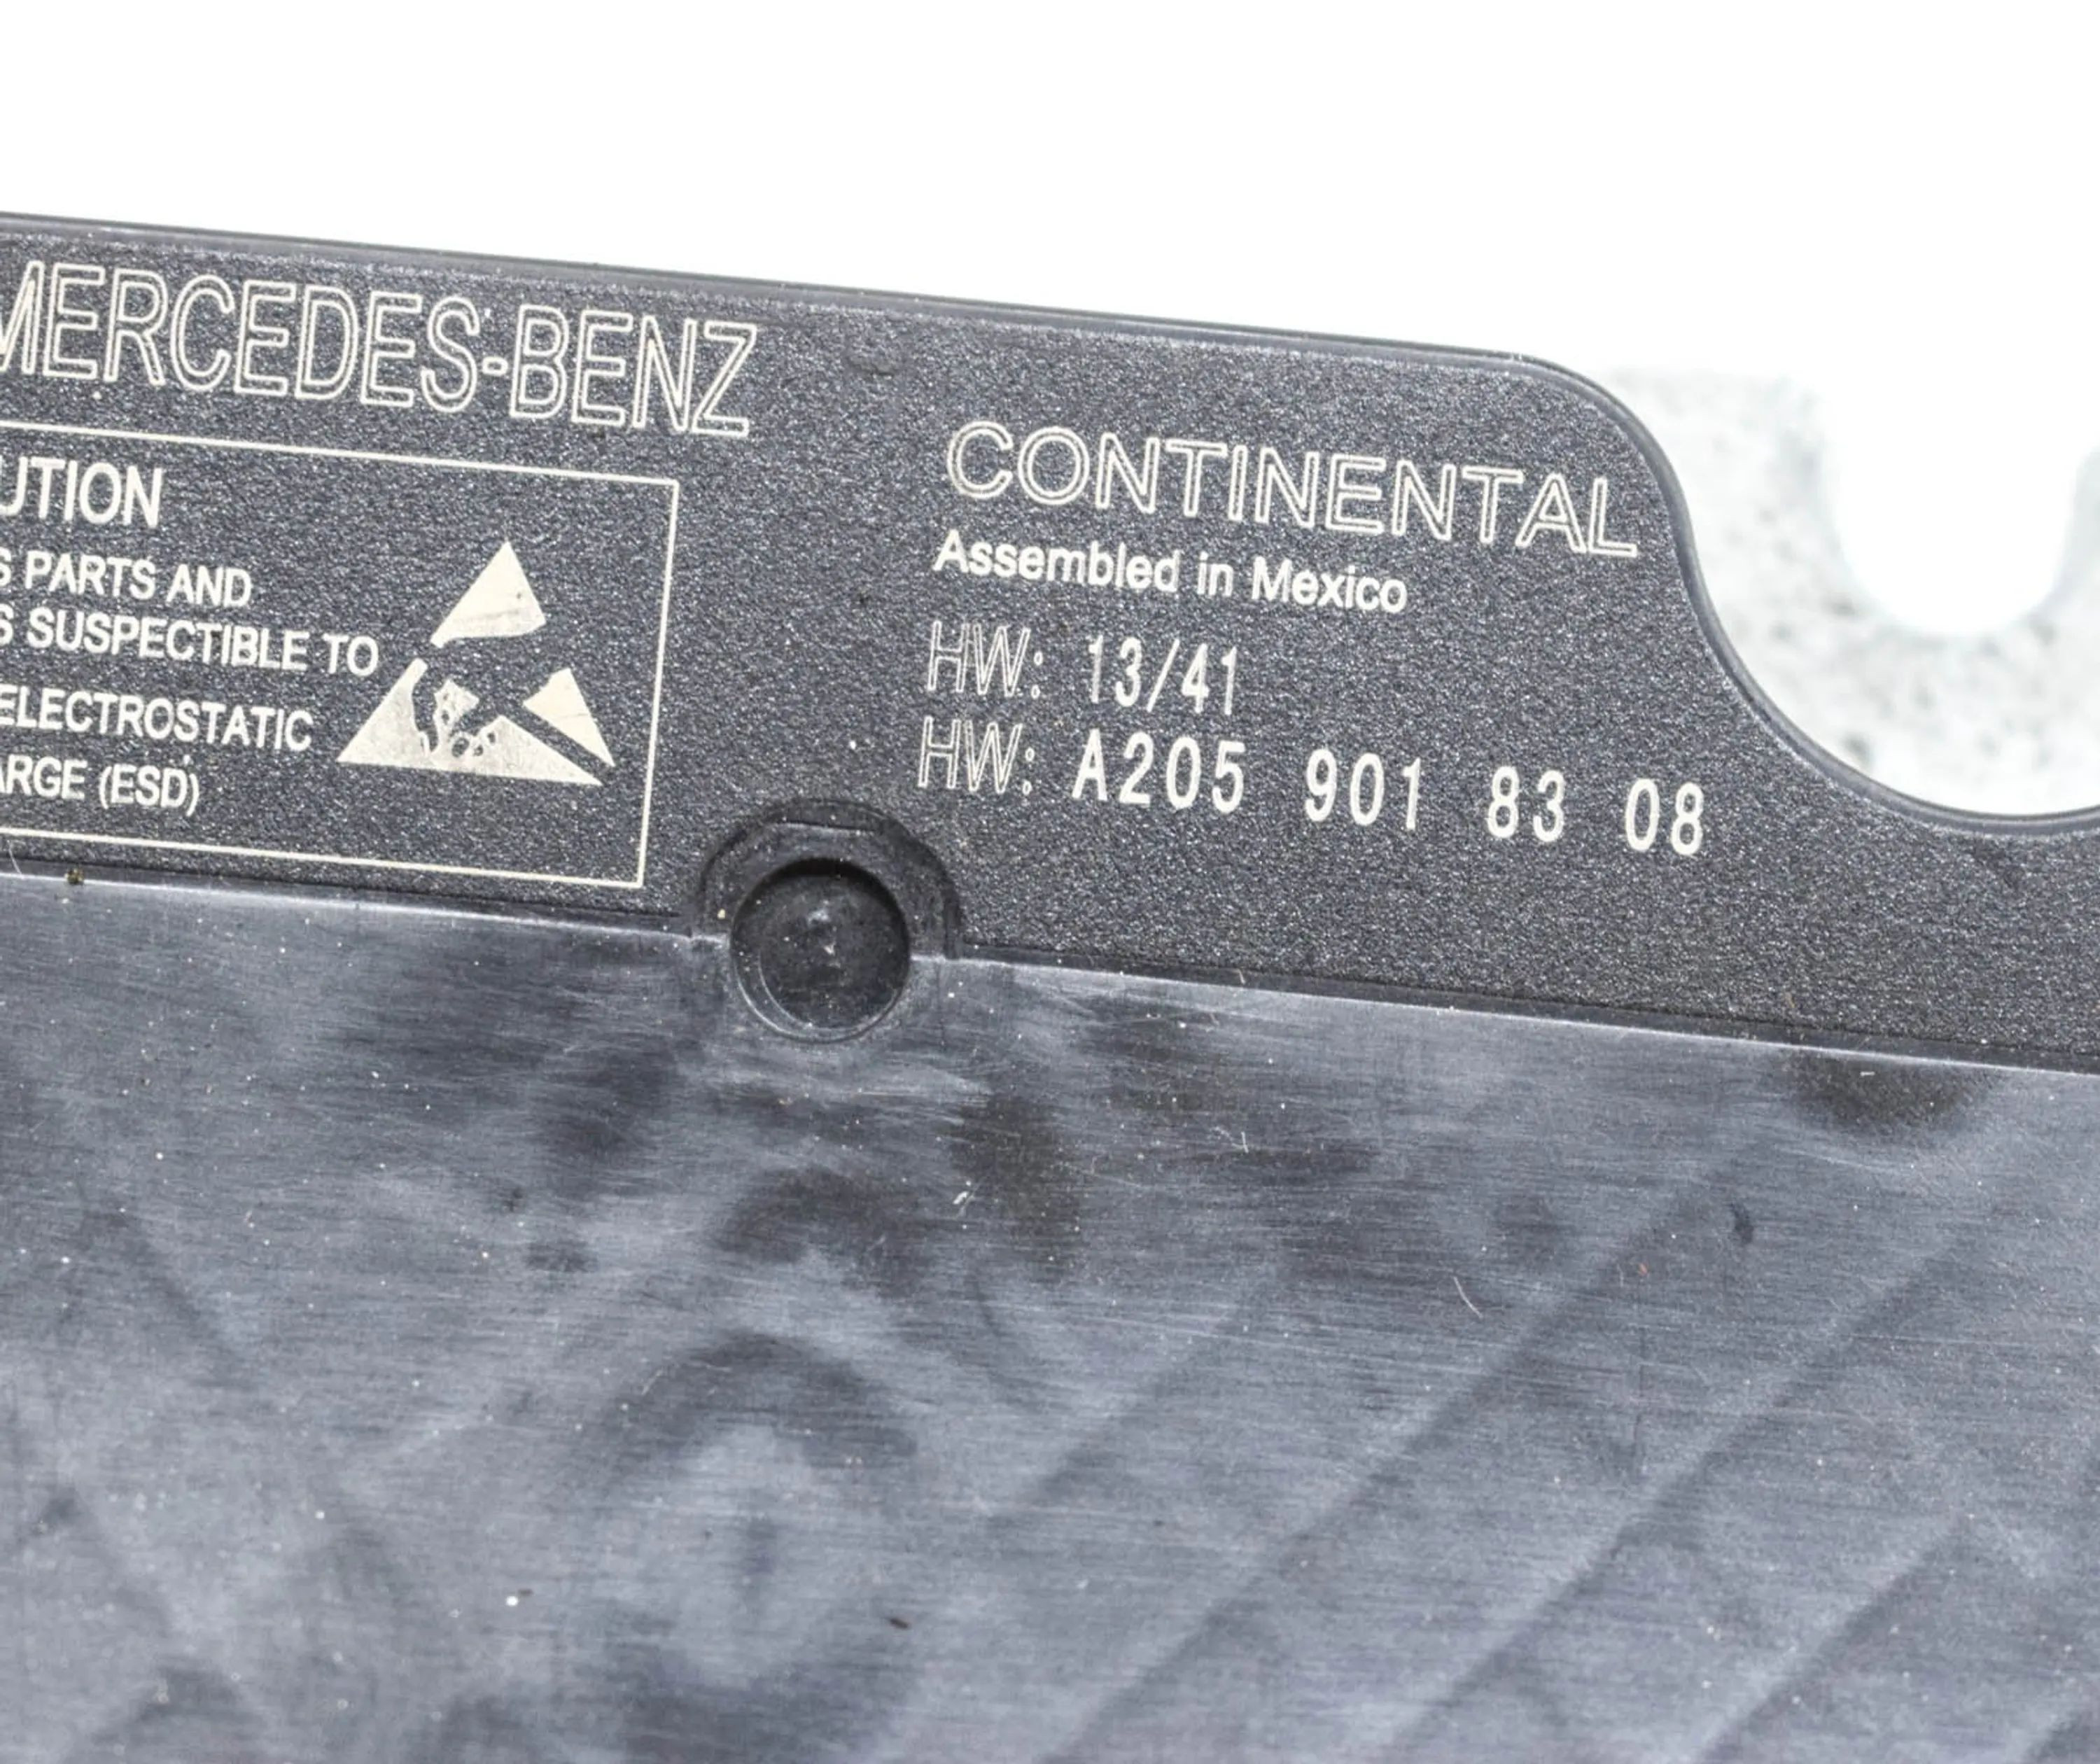 MERCEDES-BENZ
UTION
S PARTS AND
S SUSPECTIBLE TO
ELECTROSTATIC
ARGE (ESD)
CONTINENTAL
Assembled in Mexico
HW: 13/41
HW: A205 901 83 08